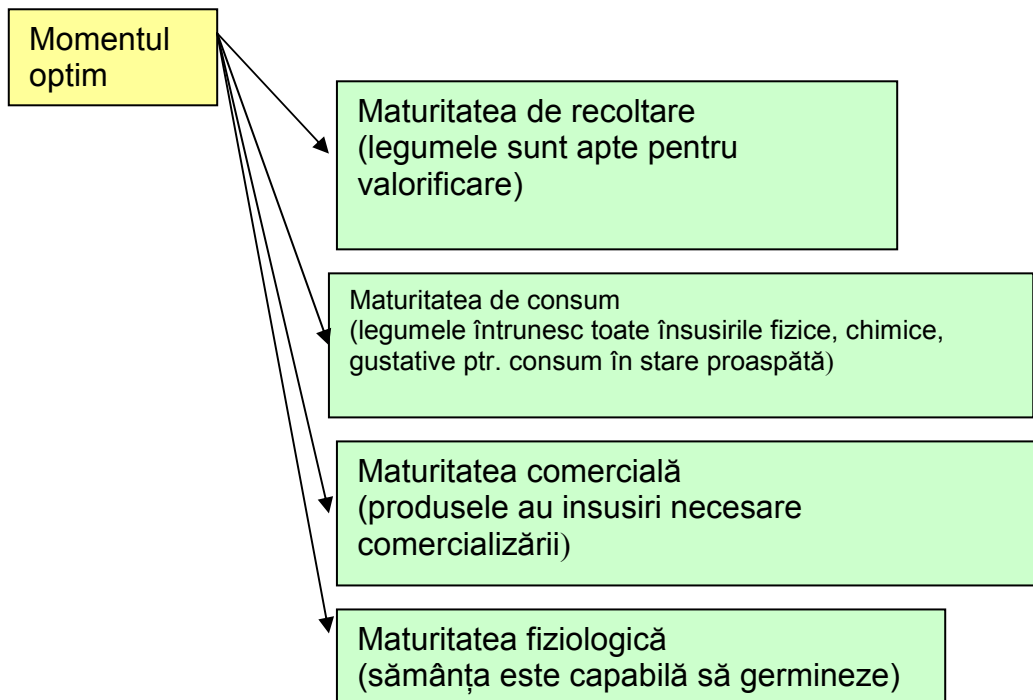 Momentul
optim
Maturitatea de recoltare
(legumele sunt apte pentru
valorificare)
Maturitatea de consum
(legumele întrunesc toate însusirile fizice, chimice,
gustative ptr. consum în stare proaspătă)
Maturitatea comercială
(produsele au insusiri necesare
comercializării)
Maturitatea fiziologică
(sămânța este capabilă să germineze)